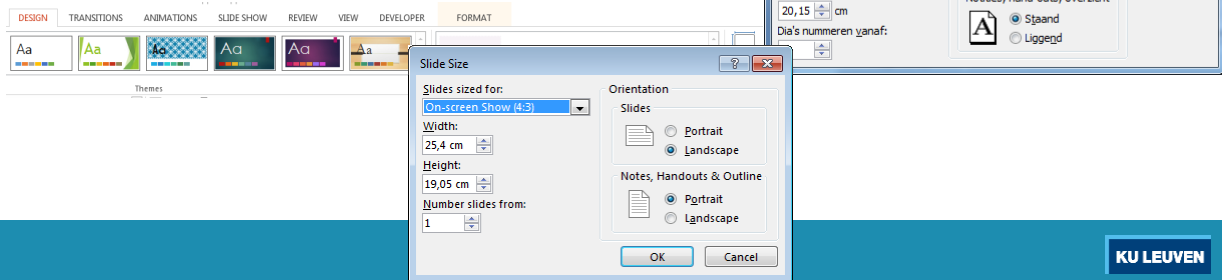 DESIGN TRANSITIONS ANIMATIONS SLIDE SHOW REVIEW VIEW DEVELOPER FORMAT
Aa Aa Aa Aa Aa Aa
Themes
20,15 cm
Dia's nummeren vanaf:
A
Staand
Liggend
Slide Size
Slides sized for:
On-screen Show (4:3)
Width:
25,4 cm
Height:
19,05 cm
Number slides from:
1
Orientation
Slides
Portrait
Landscape
Notes, Handouts & Outline
Portrait
Landscape
OK Cancel
KU LEUVEN